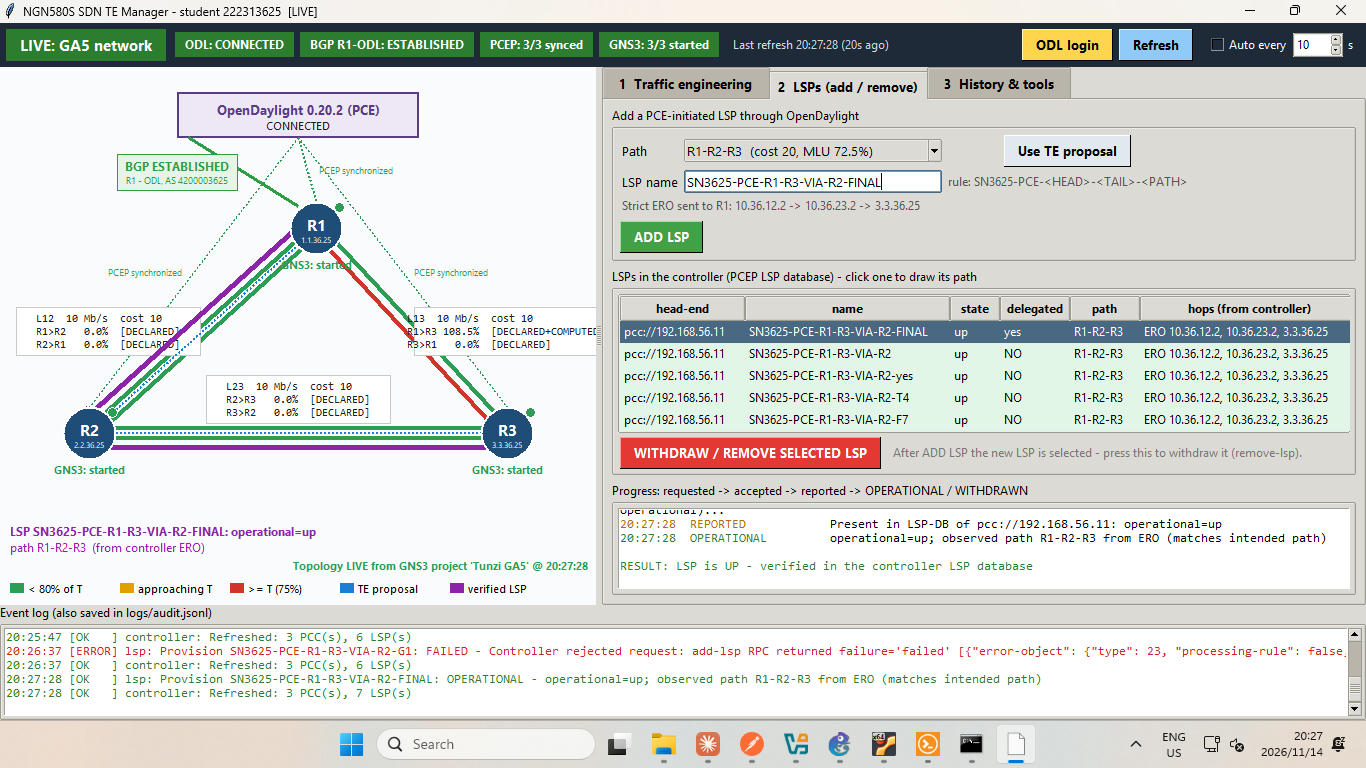 NGN580S SDN TE Manager - student 222313625 [LIVE]
LIVE: GA5 network
ODL: CONNECTED
BGP R1-ODL: ESTABLISHED
PCEP: 3/3 synced
GNS3: 3/3 started
Last refresh 20:27:28 (20s ago)
ODL login
Refresh
Auto every 10 s
OpenDaylight 0.20.2 (PCE)
CONNECTED
BGP ESTABLISHED
R1 - ODL, AS 4200003625
PCEP synchronized
R1
1.1.36.25
GNS3: started
PCEP synchronized
PCEP synchronized
L12 10 Mb/s cost 10
R1>R2 0.0% [DECLARED]
R2>R1 0.0% [DECLARED]
L13 10 Mb/s cost 10
R1>R3 108.5% [DECLARED+COMPUTED
R3>R1 0.0% [DECLARED]
L23 10 Mb/s cost 10
R2>R3 0.0% [DECLARED]
R3>R2 0.0% [DECLARED]
R2
2.2.36.25
GNS3: started
R3
3.3.36.25
GNS3: started
LSP SN3625-PCE-R1-R3-VIA-R2-FINAL: operational=up
path R1-R2-R3 (from controller ERO)
Topology LIVE from GNS3 project 'Tunzi GA5' @ 20:27:28
< 80% of T
approaching T
>= T (75%)
TE proposal
verified LSP
1 Traffic engineering
2 LSPs (add / remove)
3 History & tools
Add a PCE-initiated LSP through OpenDaylight
Path R1-R2-R3 (cost 20, MLU 72.5%)
Use TE proposal
LSP name SN3625-PCE-R1-R3-VIA-R2-FINAL rule: SN3625-PCE-<HEAD>-<TAIL>-<PATH>
Strict ERO sent to R1: 10.36.12.2 -> 10.36.23.2 -> 3.3.36.25
ADD LSP
LSPs in the controller (PCEP LSP database) - click one to draw its path
head-end name state delegated path hops (from controller)
pcc://192.168.56.11 SN3625-PCE-R1-R3-VIA-R2-FINAL up yes R1-R2-R3 ERO 10.36.12.2, 10.36.23.2, 3.3.36.25
pcc://192.168.56.11 SN3625-PCE-R1-R3-VIA-R2 up NO R1-R2-R3 ERO 10.36.12.2, 10.36.23.2, 3.3.36.25
pcc://192.168.56.11 SN3625-PCE-R1-R3-VIA-R2-yes up NO R1-R2-R3 ERO 10.36.12.2, 10.36.23.2, 3.3.36.25
pcc://192.168.56.11 SN3625-PCE-R1-R3-VIA-R2-T4 up NO R1-R2-R3 ERO 10.36.12.2, 10.36.23.2, 3.3.36.25
pcc://192.168.56.11 SN3625-PCE-R1-R3-VIA-R2-F7 up NO R1-R2-R3 ERO 10.36.12.2, 10.36.23.2, 3.3.36.25
WITHDRAW / REMOVE SELECTED LSP
After ADD LSP the new LSP is selected - press this to withdraw it (remove-lsp).
Progress: requested -> accepted -> reported -> OPERATIONAL / WITHDRAWN
operational)...
20:27:28 REPORTED Present in LSP-DB of pcc://192.168.56.11: operational=up
20:27:28 OPERATIONAL operational=up; observed path R1-R2-R3 from ERO (matches intended path)
RESULT: LSP is UP - verified in the controller LSP database
Event log (also saved in logs/audit.jsonl)
20:25:47 [OK ] controller: Refreshed: 3 PCC(s), 6 LSP(s)
20:26:37 [ERROR] lsp: Provision SN3625-PCE-R1-R3-VIA-R2-G1: FAILED - Controller rejected request: add-lsp RPC returned failure='failed' [{"error-object": {"type": 23, "processing-rule": false,
20:26:37 [OK ] controller: Refreshed: 3 PCC(s), 6 LSP(s)
20:27:28 [OK ] lsp: Provision SN3625-PCE-R1-R3-VIA-R2-FINAL: OPERATIONAL - operational=up; observed path R1-R2-R3 from ERO (matches intended path)
20:27:28 [OK ] controller: Refreshed: 3 PCC(s), 7 LSP(s)
Search
ENG
US
20:27
2026/11/14